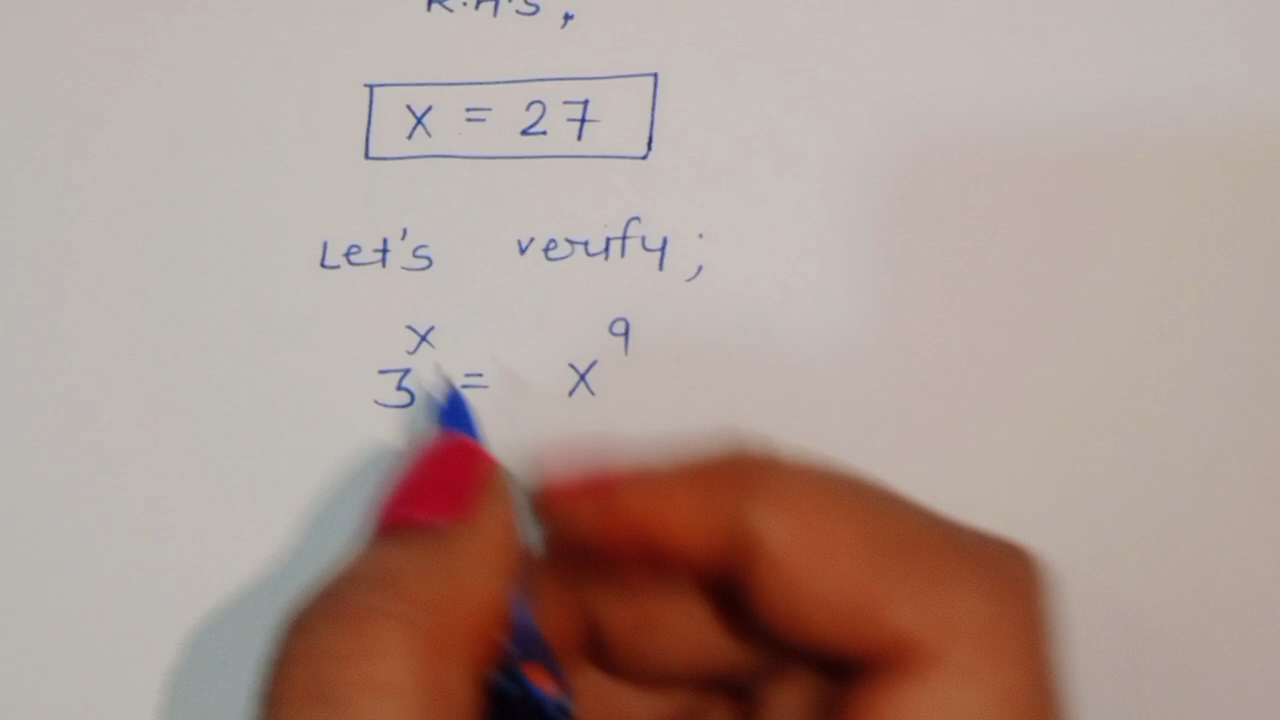 R.H.S,
x = 27
Let's verify;
3^x = x^9